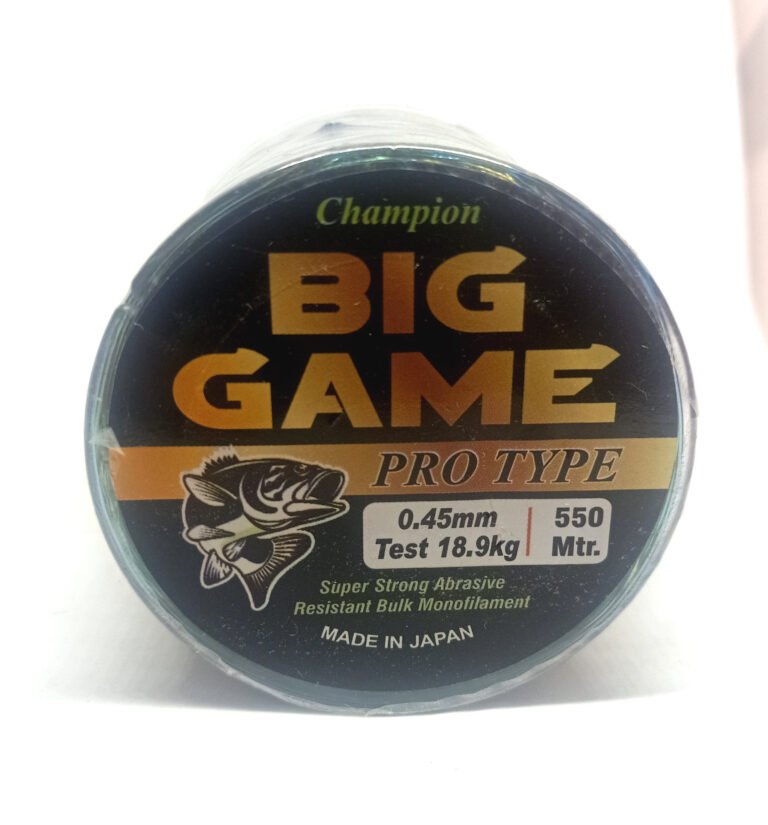 Champion
BIG
GAME
PRO TYPE
0.45mm
Test 18.9kg
550
Mtr.
Super Strong Abrasive
Resistant Bulk Monofilament
MADE IN JAPAN